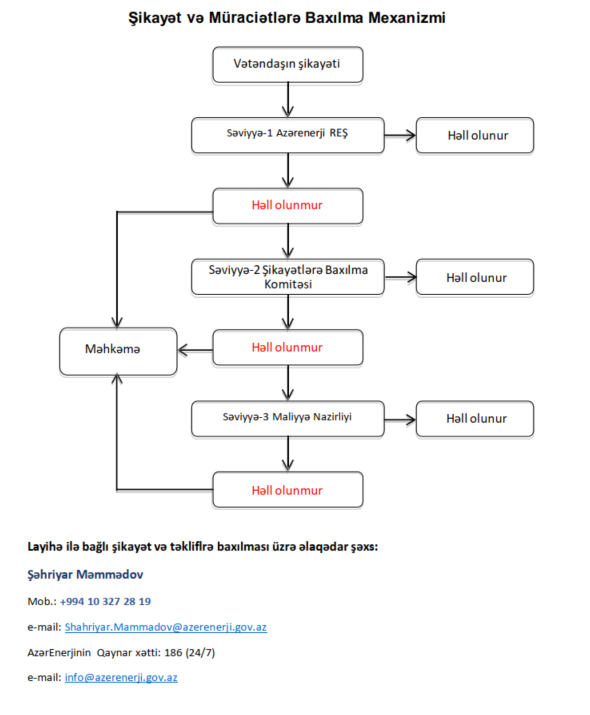 Şikayət və Müraciətlərə Baxılma Mexanizmi
Vətəndaşın şikayəti
Səviyyə-1 Azərenerji REŞ
Həll olunur
Həll olunmur
Səviyyə-2 Şikayətlərə Baxılma
Komitəsi
Həll olunur
Məhkəmə
Həll olunmur
Səviyyə-3 Maliyyə Nazirliyi
Həll olunur
Həll olunmur
Layihə ilə bağlı şikayət və təkliflrə baxılması üzrə əlaqədar şəxs:
Şəhriyar Məmmədov
Mob.: +994 10 327 28 19
e-mail: Shahriyar.Mammadov@azerenerji.gov.az
AzərEnerjinin Qaynar xətti: 186 (24/7)
e-mail: info@azerenerji.gov.az